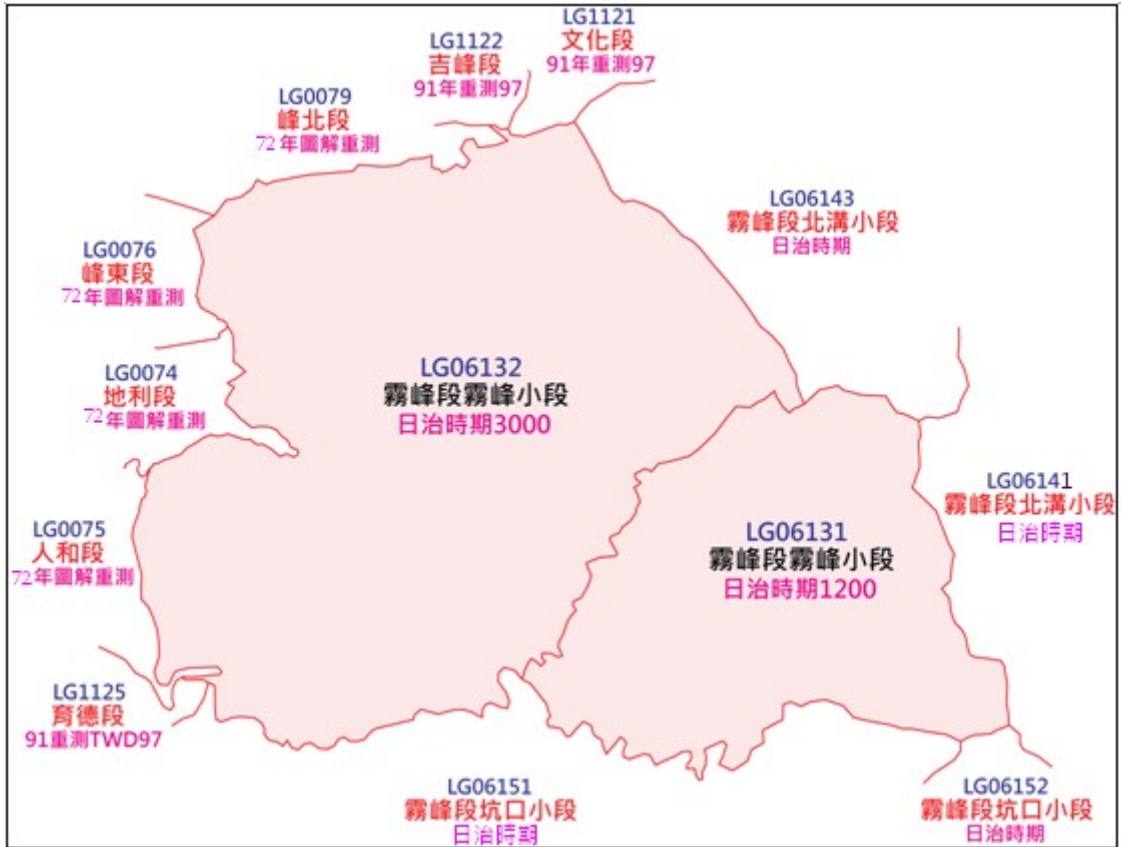 LG1121
文化段
91年重測97
LG1122
吉峰段
91年重測97
LG0079
峰北段
72年圖解重測
LG06143
霧峰段北溝小段
日治時期
LG0076
峰東段
72年圖解重測
LG0074
地利段
72年圖解重測
LG06132
霧峰段霧峰小段
日治時期3000
LG06141
霧峰段北溝小段
日治時期
LG0075
人和段
72年圖解重測
LG06131
霧峰段霧峰小段
日治時期1200
LG1125
育德段
91重測TWD97
LG06151
霧峰段坑口小段
日治時期
LG06152
霧峰段坑口小段
日治時期